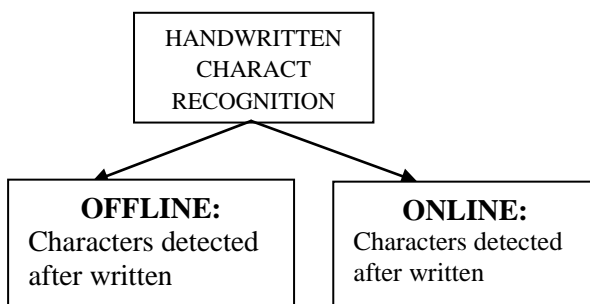 HANDWRITTEN
CHARACT
RECOGNITION
OFFLINE:
Characters detected
after written
ONLINE:
Characters detected
after written